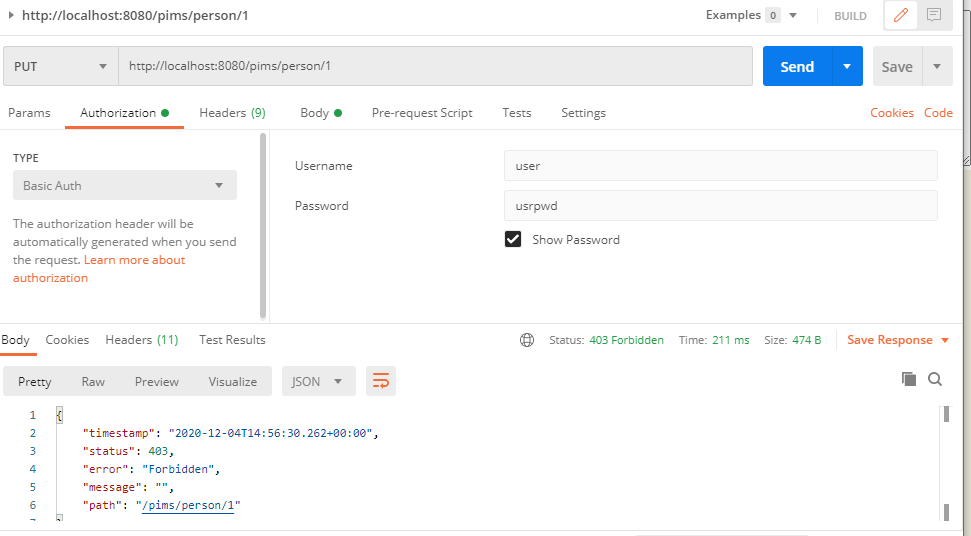 http://localhost:8080/pims/person/1 Examples 0 BUILD
PUT http://localhost:8080/pims/person/1 Send Save
Params Authorization Headers (9) Body Pre-request Script Tests Settings Cookies Code
TYPE
Basic Auth
The authorization header will be
automatically generated when you send
the request. Learn more about
authorization
Username user
Password usrpwd
Show Password
Body Cookies Headers (11) Test Results Status: 403 Forbidden Time: 211 ms Size: 474 B Save Response
Pretty Raw Preview Visualize JSON
1 {
2 "timestamp": "2020-12-04T14:56:30.262+00:00",
3 "status": 403,
4 "error": "Forbidden",
5 "message": "",
6 "path": "/pims/person/1"